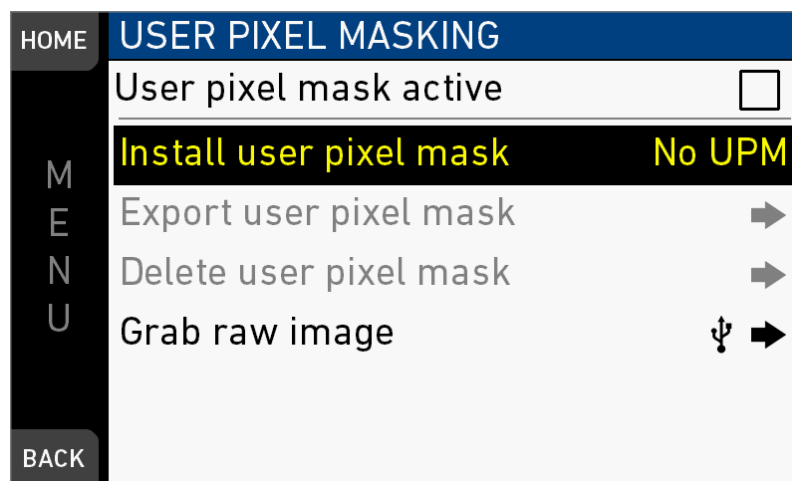 HOME
USER PIXEL MASKING
User pixel mask active
Install user pixel mask No UPM
Export user pixel mask
Delete user pixel mask
Grab raw image
MENU
BACK